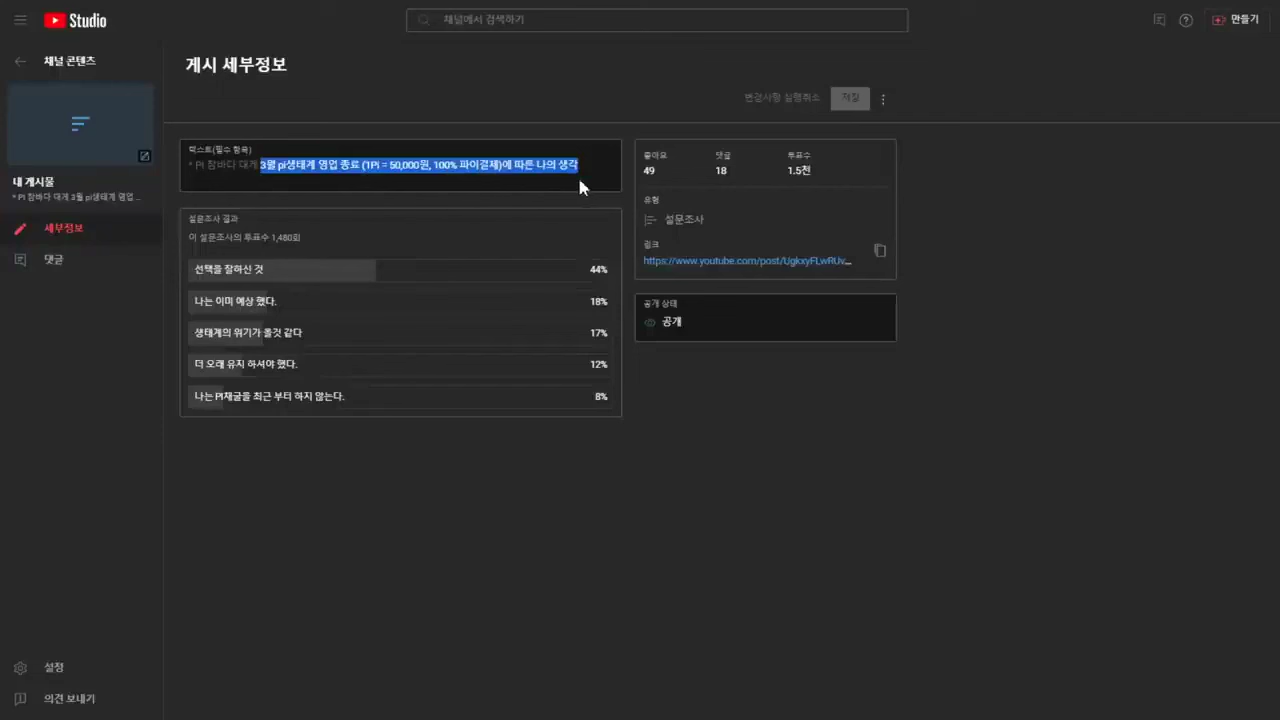 Studio
채널에서 검색하기
만들기
채널 콘텐츠
게시 세부정보
변경사항 실행취소
저장
텍스트(필수 항목)
* Pi 참바다 대게 3월 pi생태계 영업 종료 (1Pi = 50,000원, 100% 파이결제)에 따른 나의 생각
좋아요 댓글 투표수
49 18 1.5천
내 게시물
* Pi 참바다 대게 3월 pi생태계 영업 ...
유형
설문조사
설문조사 결과
이 설문조사의 투표수 1,480회
세부정보
링크
https://www.youtube.com/post/UgkxyFLwRUv...
댓글
선택을 잘하신 것 44%
나는 이미 예상 했다. 18%
생태계의 위기가 올것 같다 17%
더 오래 유지 하셔야 했다. 12%
나는 PI채굴을 최근 부터 하지 않는다. 8%
공개 상태
공개
설정
의견 보내기